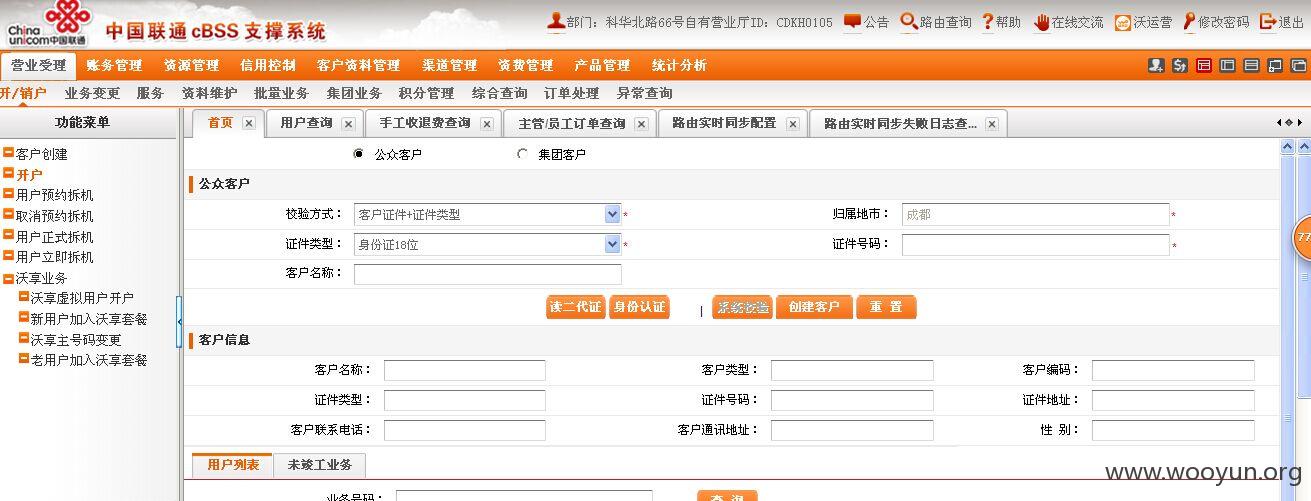 China unicom中国联通 中国联通 cBSS 支撑系统 部门: 科华北路66号自有营业厅ID: CDKH0105 公告 路由查询 帮助 在线交流 沃运营 修改密码 退出
营业受理 账务管理 资源管理 信用控制 客户资料管理 渠道管理 资费管理 产品管理 统计分析
开/销户 业务变更 服务 资料维护 批量业务 集团业务 积分管理 综合查询 订单处理 异常查询
功能菜单
客户创建
开户
用户预约拆机
取消预约拆机
用户正式拆机
用户立即拆机
沃享业务
沃享虚拟用户开户
新用户加入沃享套餐
沃享主号码变更
老用户加入沃享套餐
首页 用户查询 手工收退费查询 主管/员工订单查询 路由实时同步配置 路由实时同步失败日志查...
公众客户 集团客户
公众客户
校验方式: 客户证件+证件类型 * 归属地市: 成都 *
证件类型: 身份证18位 * 证件号码: *
客户名称:
读二代证 身份认证 | 系统校验 创建客户 重 置
客户信息
客户名称: 客户类型: 客户编码:
证件类型: 证件号码: 证件地址:
客户联系电话: 客户通讯地址: 性 别:
用户列表 未竣工业务
业务号码: 查 询
77
www.wooyun.org